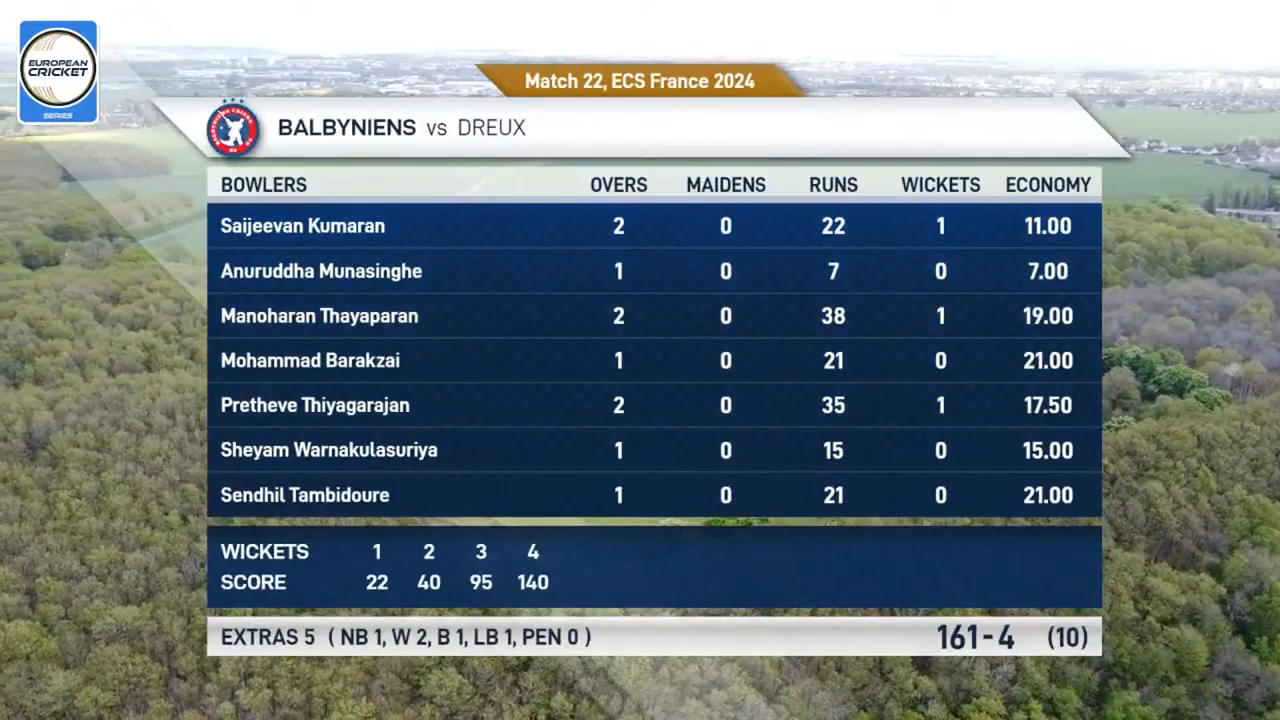 EUROPEAN
CRICKET
SERIES
Match 22, ECS France 2024
BALBYNIENS vs DREUX
BOWLERS OVERS MAIDENS RUNS WICKETS ECONOMY
Saijeevan Kumaran 2 0 22 1 11.00
Anuruddha Munasinghe 1 0 7 0 7.00
Manoharan Thayaparan 2 0 38 1 19.00
Mohammad Barakzai 1 0 21 0 21.00
Pretheve Thiyagarajan 2 0 35 1 17.50
Sheyam Warnakulasuriya 1 0 15 0 15.00
Sendhil Tambidoure 1 0 21 0 21.00
WICKETS 1 2 3 4
SCORE 22 40 95 140
EXTRAS 5 ( NB 1, W 2, B 1, LB 1, PEN 0 ) 161-4 (10)